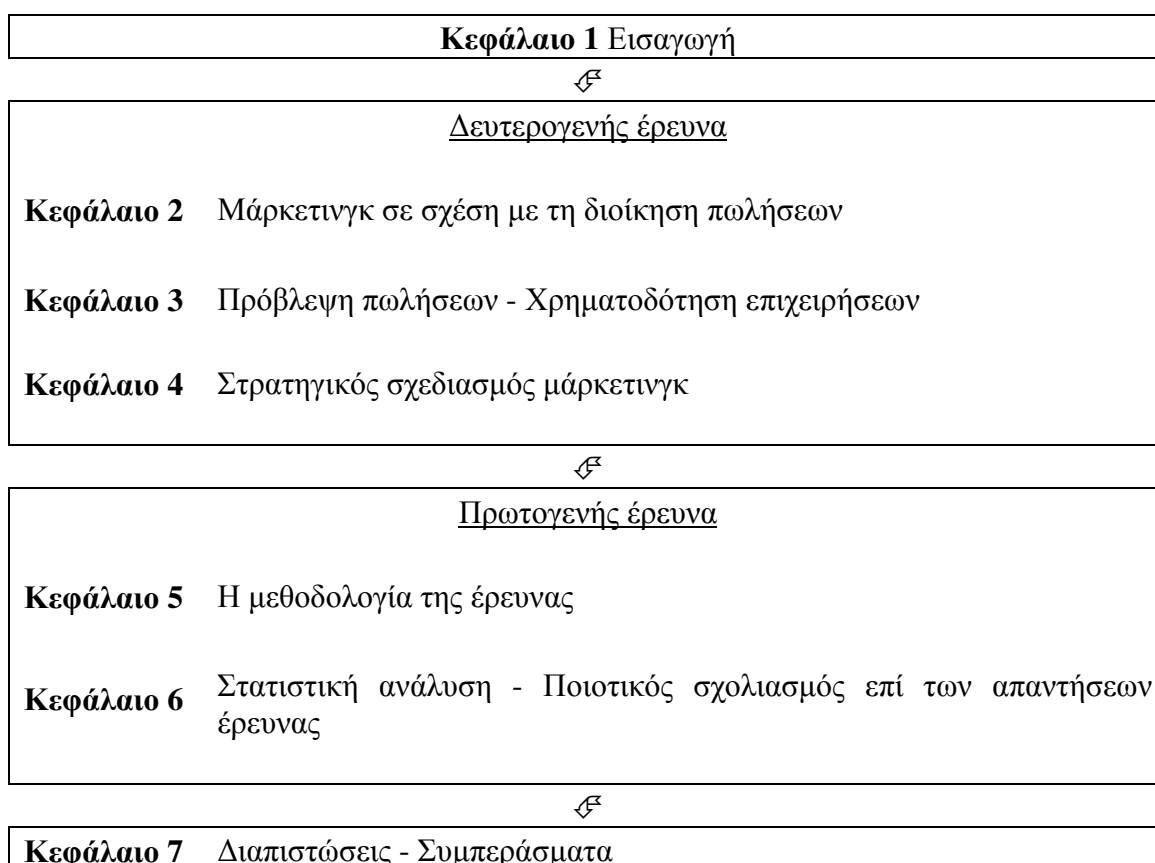 Κεφάλαιο 1 Εισαγωγή
Δευτερογενής έρευνα
Κεφάλαιο 2 Μάρκετινγκ σε σχέση με τη διοίκηση πωλήσεων
Κεφάλαιο 3 Πρόβλεψη πωλήσεων - Χρηματοδότηση επιχειρήσεων
Κεφάλαιο 4 Στρατηγικός σχεδιασμός μάρκετινγκ
Πρωτογενής έρευνα
Κεφάλαιο 5 Η μεθοδολογία της έρευνας
Κεφάλαιο 6 Στατιστική ανάλυση - Ποιοτικός σχολιασμός επί των απαντήσεων
έρευνας
Κεφάλαιο 7 Διαπιστώσεις - Συμπεράσματα